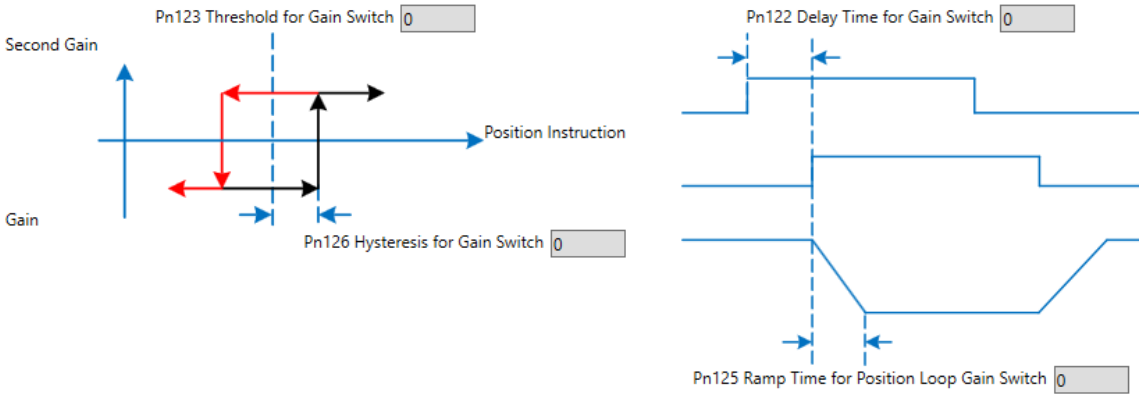 Pn123 Threshold for Gain Switch 0
Second Gain
Position Instruction
Gain
Pn126 Hysteresis for Gain Switch 0
Pn122 Delay Time for Gain Switch 0
Pn125 Ramp Time for Position Loop Gain Switch 0